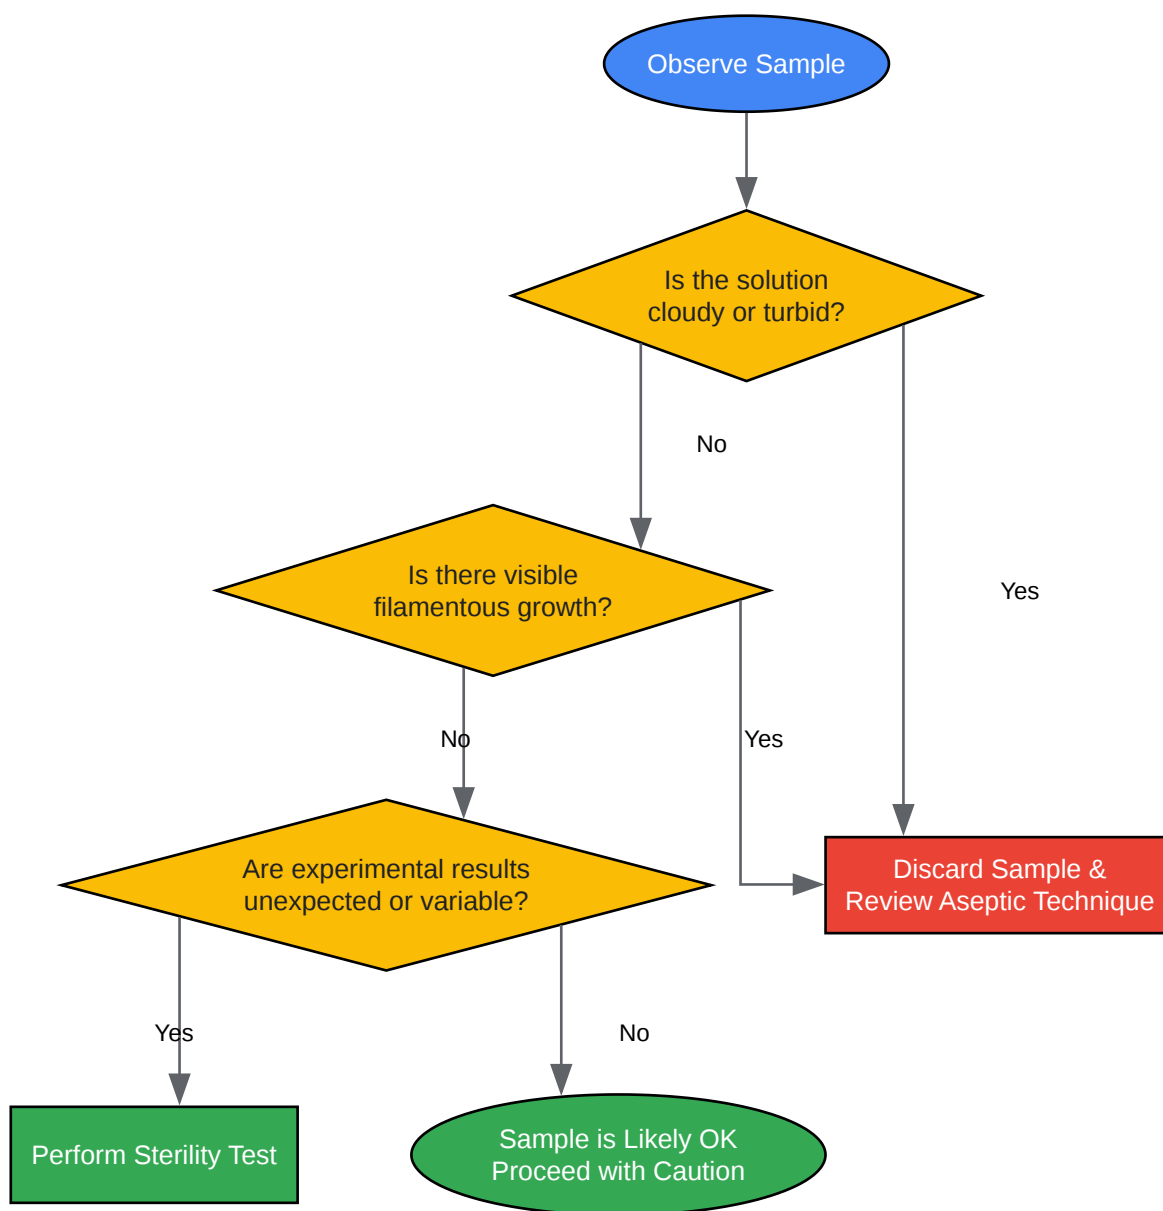 Observe Sample
Is the solution
cloudy or turbid?
No
Is there visible
filamentous growth?
Yes
No
Yes
Are experimental results
unexpected or variable?
Discard Sample &
Review Aseptic Technique
Yes
No
Perform Sterility Test
Sample is Likely OK
Proceed with Caution